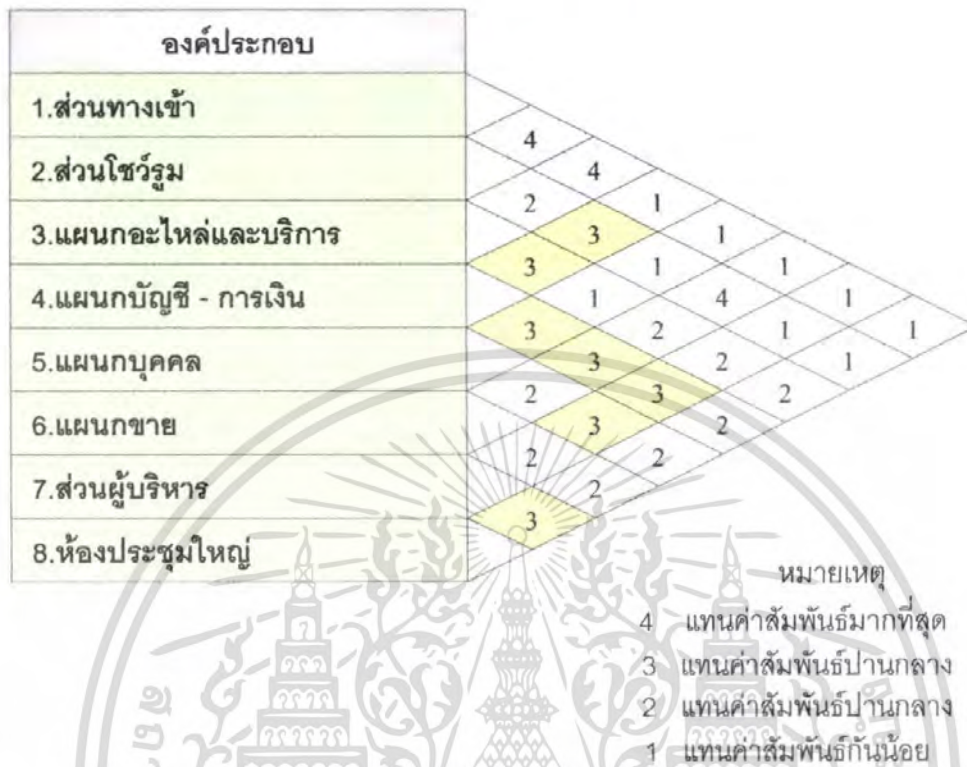 องค์ประกอบ
1.ส่วนทางเข้า
2.ส่วนโชว์รูม
3.แผนกอะไหล่และบริการ
4.แผนกบัญชี - การเงิน
5.แผนกบุคคล
6.แผนกขาย
7.ส่วนผู้บริหาร
8.ห้องประชุมใหญ่
4
4
2 1
3 1
3 1 1
1 4 1
3 2 1 1
3 2 1
2 3 2
3 2
2 2
2
3
หมายเหตุ
4 แทนค่าสัมพันธ์มากที่สุด
3 แทนค่าสัมพันธ์ปานกลาง
2 แทนค่าสัมพันธ์ปานกลาง
1 แทนค่าสัมพันธ์กันน้อย